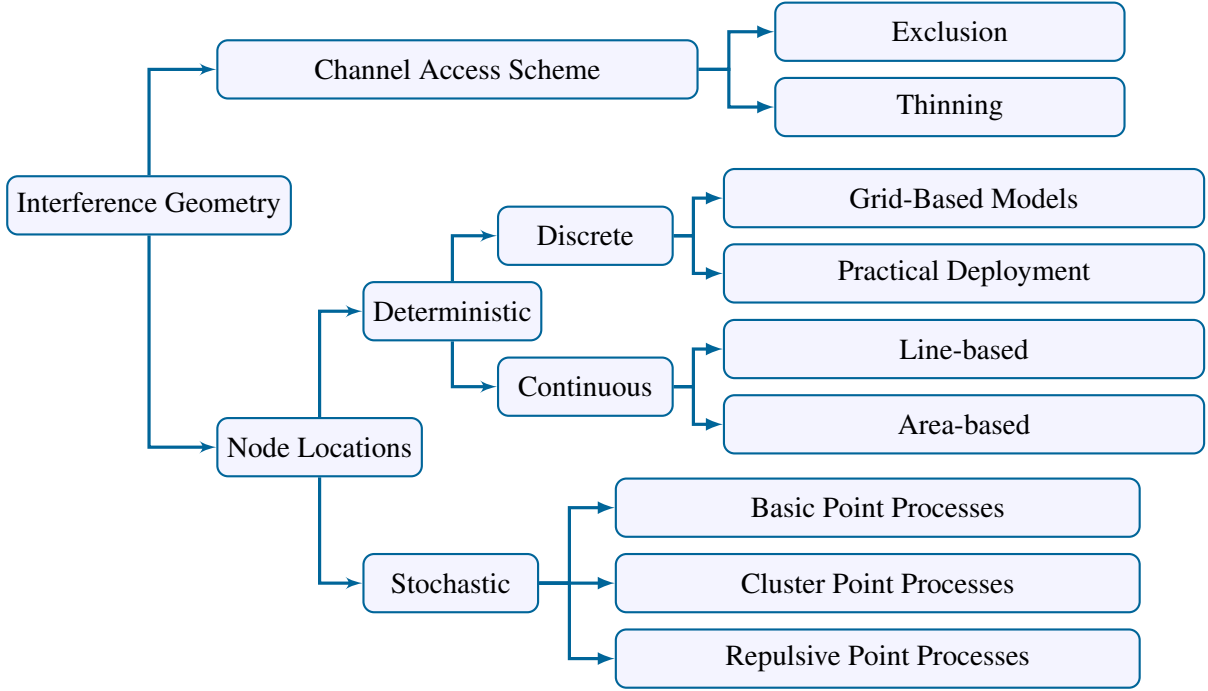 Interference Geometry
Channel Access Scheme
Exclusion
Thinning
Node Locations
Deterministic
Discrete
Grid-Based Models
Practical Deployment
Continuous
Line-based
Area-based
Stochastic
Basic Point Processes
Cluster Point Processes
Repulsive Point Processes